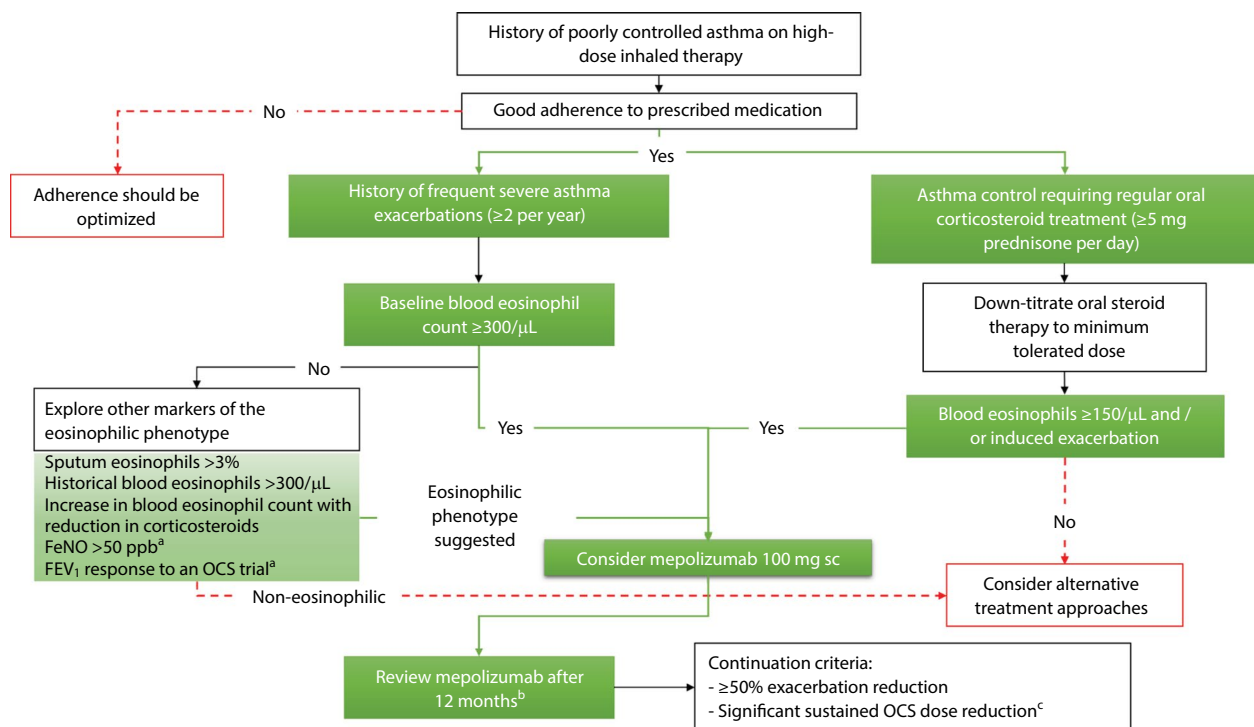 History of poorly controlled asthma on high-
dose inhaled therapy
Good adherence to prescribed medication
No
Yes
Adherence should be
optimized
History of frequent severe asthma
exacerbations (≥2 per year)
Asthma control requiring regular oral
corticosteroid treatment (≥5 mg
prednisone per day)
Baseline blood eosinophil
count ≥300/μL
Down-titrate oral steroid
therapy to minimum
tolerated dose
No
Explore other markers of the
eosinophilic phenotype
Yes
Yes
Blood eosinophils ≥150/μL and /
or induced exacerbation
Sputum eosinophils >3%
Historical blood eosinophils >300/μL
Increase in blood eosinophil count with
reduction in corticosteroids
FeNO >50 ppbᵃ
FEV₁ response to an OCS trialᵃ
Eosinophilic
phenotype
suggested
No
Consider mepolizumab 100 mg sc
Non-eosinophilic
Consider alternative
treatment approaches
Review mepolizumab after
12 monthsᵇ
Continuation criteria:
- ≥50% exacerbation reduction
- Significant sustained OCS dose reductionᶜ